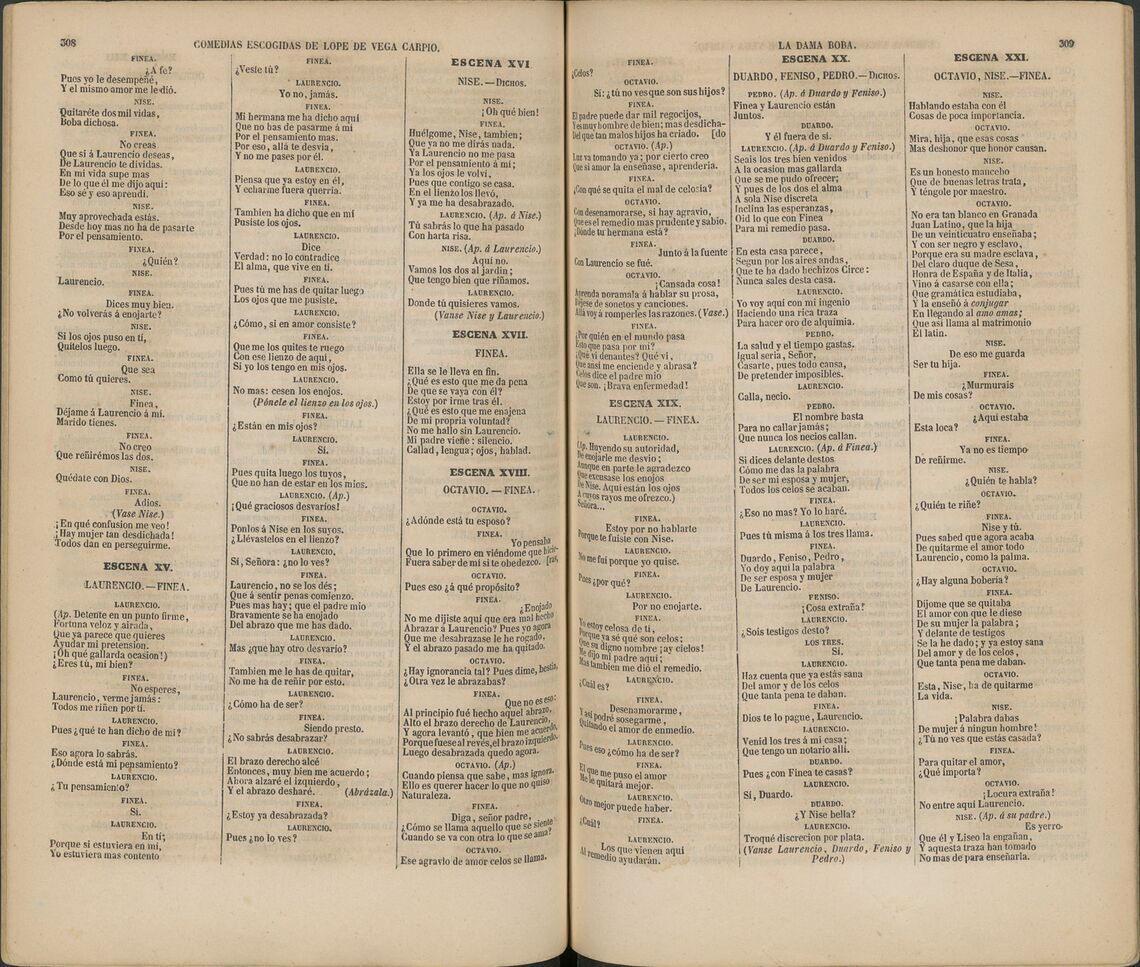 308
COMEDIAS ESCOGIDAS DE LOPE DE VEGA CARPIO.
FINEA.
¿A fe?
Pues yo le desempeñé,
Y el mismo amor me le dió.
NISE.
Quitaréte dos mil vidas,
Boba dichosa.
FINEA.
No creas
Que si á Laurencio deseas,
De Laurencio te dividas.
En mi vida supe mas
De lo que él me dijo aquí:
Eso sé y eso aprendí.
NISE.
Muy aprovechada estás.
Desde hoy mas no ha de pasarte
Por el pensamiento.
FINEA.
¿Quién?
NISE.
Laurencio.
FINEA.
Dices muy bien.
¿No volverás á enojarte?
NISE.
Si los ojos puso en tí,
Quítelos luego.
FINEA.
Que sea
Como tú quieres.
NISE.
Finea,
Déjame á Laurencio á mí.
Marido tienes.
FINEA.
No creo
Que reñirémos las dos.
NISE.
Quédate con Dios.
FINEA.
Adios.
(Vase Nise.)
¡En qué confusion me veo!
¿Hay mujer tan desdichada!
Todos dan en perseguirme.
ESCENA XV.
LAURENCIO.—FINEA.
LAURENCIO.
(Ap. Detente en un punto firme,
Fortuna veloz y airada,
Que ya parece que quieres
Ayudar mi pretension.
¡Oh qué gallarda ocasion!)
¿Eres tú, mi bien?
FINEA.
No esperes,
Laurencio, verme jamás:
Todos me riñen por tí.
LAURENCIO.
Pues ¿qué te han dicho de mí?
FINEA.
Eso agora lo sabrás.
¿Dónde está mi pensamiento?
LAURENCIO.
¿Tu pensamiento?
FINEA.
Sí.
LAURENCIO.
En tí;
Porque si estuviera en mí,
Yo estuviera mas contento
FINEA.
¿Vesle tú?
LAURENCIO.
Yo no, jamás.
FINEA.
Mi hermana me ha dicho aquí
Que no has de pasarme á mí
Por el pensamiento mas.
Por eso, allá te desvia,
Y no me pases por él.
LAURENCIO.
Piensa que ya estoy en él,
Y echarme fuera querria.
FINEA.
Tambien ha dicho que en mí
Pusiste los ojos.
LAURENCIO.
Dice
Verdad: no lo contradice
El alma, que vive en tí.
FINEA.
Pues tú me has de quitar luego
Los ojos que me pusiste.
LAURENCIO.
¿Cómo, si en amor consiste?
FINEA.
Que me los quites te ruego
Con ese lienzo de aquí,
Si yo los tengo en mis ojos.
LAURENCIO.
No mas: cesen los enojos.
(Pónele el lienzo en los ojos.)
FINEA.
¿Están en mis ojos?
LAURENCIO.
Sí.
FINEA.
Pues quita luego los tuyos,
Que no han de estar en los mios.
LAURENCIO. (Ap.)
¡Qué graciosos desvaríos!
FINEA.
Ponlos á Nise en los suyos.
¿Llévastelos en el lienzo?
LAURENCIO.
Sí, Señora: ¿no lo ves?
FINEA.
Laurencio, no se los dés;
Que á sentir penas comienzo.
Pues mas hay; que el padre mio
Bravamente se ha enojado
Del abrazo que me has dado.
LAURENCIO.
Mas ¿que hay otro desvarío?
FINEA.
Tambien me le has de quitar,
No me ha de reñir por esto.
LAURENCIO.
¿Cómo ha de ser?
FINEA.
Siendo presto.
¿No sabrás desabrazar?
LAURENCIO.
El brazo derecho alcé
Entonces, muy bien me acuerdo;
Ahora alzaré el izquierdo,
Y el abrazo desharé. (Abrázala.)
FINEA.
¿Estoy ya desabrazada?
LAURENCIO.
Pues ¿no lo ves?
ESCENA XVI
NISE.—DICHOS.
NISE.
¡Oh qué bien!
FINEA.
Huélgome, Nise, tambien;
Que ya no me dirás nada.
Ya Laurencio no me pasa
Por el pensamiento á mí;
Ya los ojos le volví,
Pues que contigo se casa.
En el lienzo los llevó,
Y ya me ha desabrazado.
LAURENCIO. (Ap. á Nise.)
Tú sabrás lo que ha pasado
Con harta risa.
NISE. (Ap. á Laurencio.)
Aquí no.
Vamos los dos al jardin;
Que tengo bien que riñamos.
LAURENCIO.
Donde tú quisieres vamos.
(Vanse Nise y Laurencio.)
ESCENA XVII.
FINEA.
Ella se le lleva en fin.
¿Qué es esto que me da pena
De que se vaya con él?
Estoy por irme tras él.
¿Qué es esto que me enajena
De mi propria voluntad?
No me hallo sin Laurencio.
Mi padre viene: silencio.
Callad, lengua; ojos, hablad.
ESCENA XVIII.
OCTAVIO.—FINEA.
OCTAVIO.
¿Adónde está tu esposo?
FINEA.
Yo pensaba
Que lo primero en viéndome que hicie-
Fuera saber de mí si te obedezco. [ras,
OCTAVIO.
Pues eso ¿á qué propósito?
FINEA.
¿Enojado
No me dijiste aquí que era mal hecho
Abrazar á Laurencio? Pues yo agora
Que me desabrazase le he rogado,
Y el abrazo pasado me ha quitado.
OCTAVIO.
¿Hay ignorancia tal? Pues dime, bestia,
¿Otra vez le abrazabas?
FINEA.
Que no es eso:
Al principio fué hecho aquel abrazo,
Alto el brazo derecho de Laurencio,
Y agora levantó, que bien me acuerdo,
Porque fuese al revés, el brazo izquierdo.
Luego desabrazada quedo agora.
OCTAVIO. (Ap.)
Cuando piensa que sabe, mas ignora.
Ello es querer hacer lo que no quiso
Naturaleza.
FINEA.
Diga, señor padre,
¿Cómo se llama aquello que se siente
Cuando se va con otra lo que se ama?
OCTAVIO.
Ese agravio de amor celos se llama.
LA DAMA BOBA.
309
FINEA.
¿Celos?
OCTAVIO.
Sí: ¿tú no ves que son sus hijos?
FINEA.
El padre puede dar mil regocijos,
Y es muy hombre de bien; mas desdicha-
Del que tan malos hijos ha criado. [do
OCTAVIO. (Ap.)
Luz va tomando ya; por cierto creo
Que si amor la enseñase, aprenderia.
FINEA.
¿Con qué se quita el mal de celosía?
OCTAVIO.
Con desenamorarse, si hay agravio,
Que es el remedio mas prudente y sabio.
¿Dónde tu hermana está?
FINEA.
Junto á la fuente
Con Laurencio se fué.
OCTAVIO.
¡Cansada cosa!
Aprenda noramala á hablar su prosa,
Déjese de sonetos y canciones.
Allá voy á romperles las razones. (Vase.)
FINEA.
¿Por quién en el mundo pasa
Esto que pasa por mí?
¿Qué ví denantes? Qué ví,
Que ansí me enciende y abrasa?
Celos dice el padre mio
Que son. ¡Brava enfermedad!
ESCENA XIX.
LAURENCIO.—FINEA.
LAURENCIO.
(Ap. Huyendo su autoridad,
De enojarle me desvio;
Aunque en parte le agradezco
Que excusase los enojos
De Nise. Aquí están los ojos
A cuyos rayos me ofrezco.)
Señora...
FINEA.
Estoy por no hablarte
Porque te fuiste con Nise.
LAURENCIO.
No me fuí porque yo quise.
FINEA.
Pues ¿por qué?
LAURENCIO.
Por no enojarte.
FINEA.
Yo estoy celosa de tí,
Porque ya sé qué son celos;
Que su digno nombre ¡ay cielos!
Me dijo mi padre aquí;
Mas tambien me dió el remedio.
LAURENCIO.
¿Cuál es?
FINEA.
Desenamorarme,
Y así podré sosegarme,
Quitando el amor de enmedio.
LAURENCIO.
Pues eso ¿cómo ha de ser?
FINEA.
El que me puso el amor
Me le quitará mejor.
LAURENCIO.
Otro mejor puede haber.
FINEA.
¿Cuál?
LAURENCIO.
Los que vienen aquí
Al remedio ayudarán.
ESCENA XX.
DUARDO, FENISO, PEDRO.—DICHOS.
PEDRO. (Ap. á Duardo y Feniso.)
Finea y Laurencio están
Juntos.
DUARDO.
Y él fuera de sí.
LAURENCIO. (Ap. á Duardo y Feniso.)
Seais los tres bien venidos
A la ocasion mas gallarda
Que se me pudo ofrecer;
Y pues de los dos el alma
A sola Nise discreta
Inclina las esperanzas,
Oid lo que con Finea
Para mi remedio pasa.
DUARDO.
En esta casa parece,
Segun por los aires andas,
Que te ha dado hechizos Circe:
Nunca sales desta casa.
LAURENCIO.
Yo voy aquí con mi ingenio
Haciendo una rica traza
Para hacer oro de alquimia.
PEDRO.
La salud y el tiempo gastas.
Igual seria, Señor,
Casarte, pues todo cansa,
De pretender imposibles.
LAURENCIO.
Calla, necio.
PEDRO.
El nombre basta
Para no callar jamás;
Que nunca los necios callan.
LAURENCIO. (Ap. á Finea.)
Si dices delante destos
Cómo me das la palabra
De ser mi esposa y mujer,
Todos los celos se acaban.
FINEA.
¿Eso no mas? Yo lo haré.
LAURENCIO.
Pues tú misma á los tres llama.
FINEA.
Duardo, Feniso, Pedro,
Yo doy aquí la palabra
De ser esposa y mujer
De Laurencio.
FENISO.
¡Cosa extraña!
LAURENCIO.
¿Sois testigos desto?
LOS TRES.
Sí.
LAURENCIO.
Haz cuenta que ya estás sana
Del amor y de los celos
Que tanta pena te daban.
FINEA.
Dios te lo pague, Laurencio.
LAURENCIO.
Venid los tres á mi casa;
Que tengo un notario allí.
DUARDO.
Pues ¿con Finea te casas?
LAURENCIO.
Sí, Duardo.
DUARDO.
¿Y Nise bella?
LAURENCIO.
Troqué discrecion por plata.
(Vanse Laurencio, Duardo, Feniso y
Pedro.)
ESCENA XXI.
OCTAVIO, NISE.—FINEA.
NISE.
Hablando estaba con él
Cosas de poca importancia.
OCTAVIO.
Mira, hija, que esas cosas
Mas deshonor que honor causan.
NISE.
Es un honesto mancebo
Que de buenas letras trata,
Y téngole por maestro.
OCTAVIO.
No era tan blanco en Granada
Juan Latino, que la hija
De un veinticuatro enseñaba;
Y con ser negro y esclavo,
Porque era su madre esclava,
Del claro duque de Sesa,
Honra de España y de Italia,
Vino á casarse con ella;
Que gramática estudiaba,
Y la enseñó á conjugar
En llegando al amo amas;
Que así llama al matrimonio
El latin.
NISE.
De eso me guarda
Ser tu hija.
FINEA.
¿Murmurais
De mis cosas?
OCTAVIO.
¿Aquí estaba
Esta loca?
FINEA.
Ya no es tiempo
De reñirme.
NISE.
¿Quién te habla?
OCTAVIO.
¿Quién te riñe?
FINEA.
Nise y tú.
Pues sabed que agora acaba
De quitarme el amor todo
Laurencio, como la palma.
OCTAVIO.
¿Hay alguna bobería?
FINEA.
Díjome que se quitaba
El amor con que le diese
De su mujer la palabra;
Y delante de testigos
Se la he dado; y ya estoy sana
Del amor y de los celos,
Que tanta pena me daban.
OCTAVIO.
Esta, Nise, ha de quitarme
La vida.
NISE.
¡Palabra dabas
De mujer á ningun hombre!
¿Tú no ves que estás casada?
FINEA.
Para quitar el amor,
¿Qué importa?
OCTAVIO.
¡Locura extraña!
No entre aquí Laurencio.
NISE. (Ap. á su padre.)
Es yerro
Que él y Liseo la engañan,
Y aquesta traza han tomado
No mas de para enseñarla.